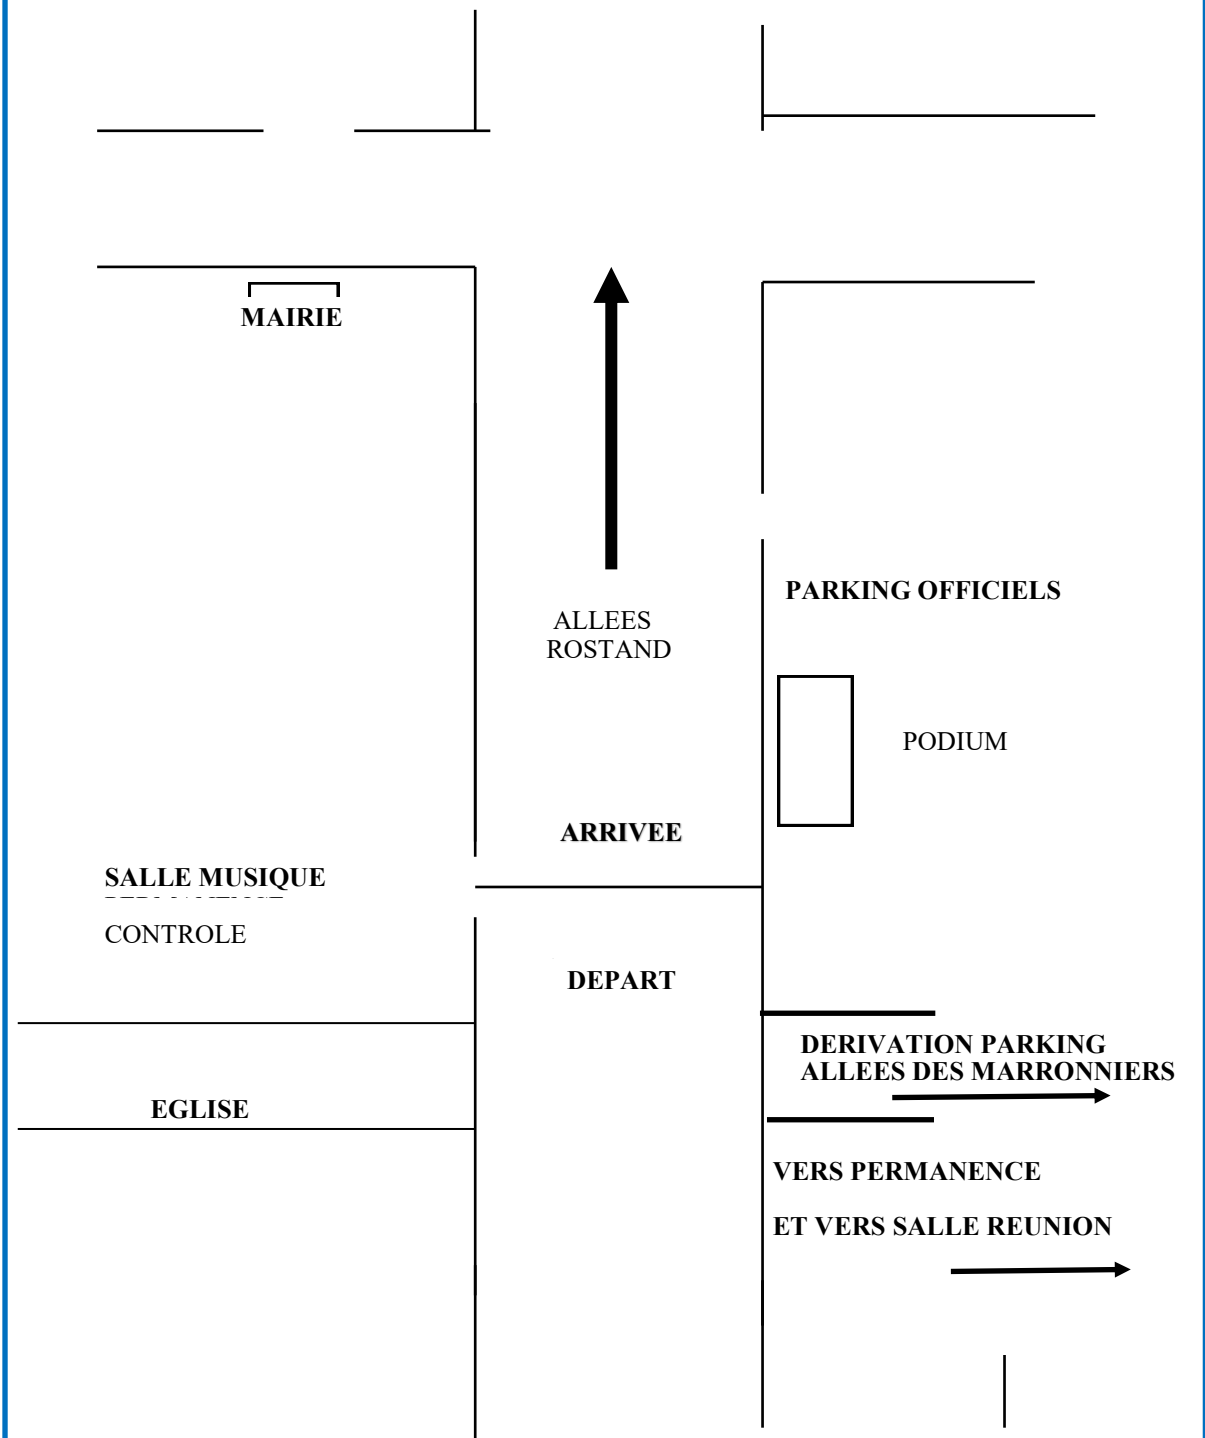 MAIRIE
PARKING OFFICIELS
ALLEES
ROSTAND
PODIUM
ARRIVEE
SALLE MUSIQUE
CONTROLE
DEPART
DERIVATION PARKING
ALLEES DES MARRONNIERS
EGLISE
VERS PERMANENCE
ET VERS SALLE REUNION